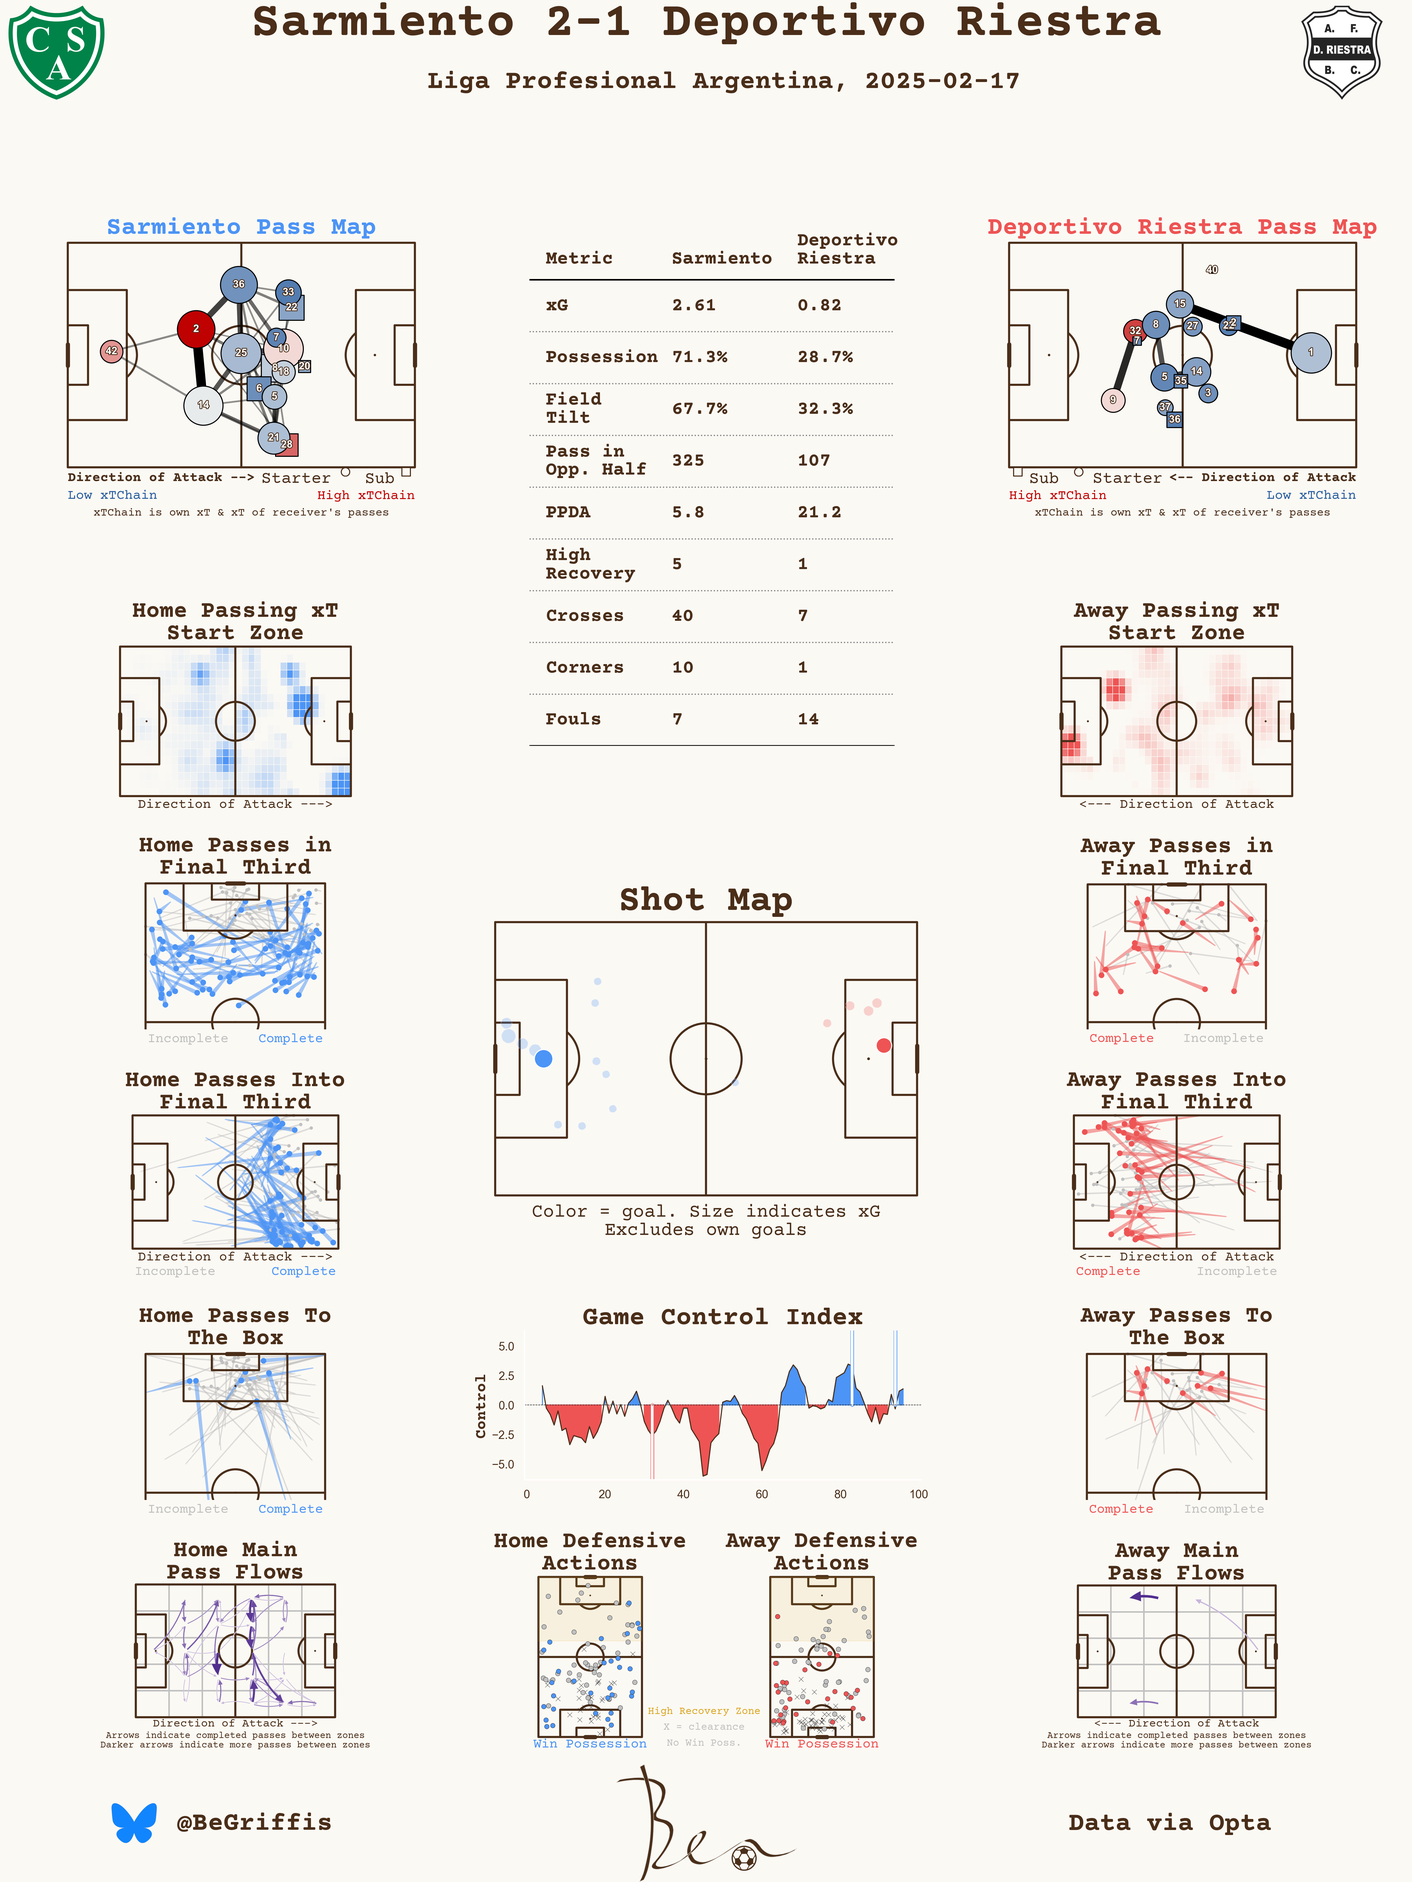 Sarmiento 2-1 Deportivo Riestra
Liga Profesional Argentina, 2025-02-17
C S
A
A. F.
D. RIESTRA
B. C.
Sarmiento Pass Map
36
33
22
2
7
10
42
25
8
18
20
6
5
14
21
28
Direction of Attack --> Starter Sub
Low xTChain High xTChain
xTChain is own xT & xT of receiver's passes
Metric Sarmiento Deportivo Riestra
xG 2.61 0.82
Possession 71.3% 28.7%
Field Tilt 67.7% 32.3%
Pass in Opp. Half 325 107
PPDA 5.8 21.2
High Recovery 5 1
Crosses 40 7
Corners 10 1
Fouls 7 14
Deportivo Riestra Pass Map
40
15
32
8
27
22
2
7
1
5
35
14
3
9
37
36
Sub Starter <-- Direction of Attack
High xTChain Low xTChain
xTChain is own xT & xT of receiver's passes
Home Passing xT
Start Zone
Direction of Attack --->
Away Passing xT
Start Zone
<--- Direction of Attack
Home Passes in
Final Third
Incomplete Complete
Away Passes in
Final Third
Complete Incomplete
Shot Map
Color = goal. Size indicates xG
Excludes own goals
Home Passes Into
Final Third
Direction of Attack --->
Incomplete Complete
Away Passes Into
Final Third
<--- Direction of Attack
Complete Incomplete
Home Passes To
The Box
Incomplete Complete
Game Control Index
Control
5.0
2.5
0.0
−2.5
−5.0
0 20 40 60 80 100
Away Passes To
The Box
Complete Incomplete
Home Main
Pass Flows
Direction of Attack --->
Arrows indicate completed passes between zones
Darker arrows indicate more passes between zones
Home Defensive
Actions
Win Possession
Away Defensive
Actions
Win Possession
High Recovery Zone
X = clearance
No Win Poss.
Away Main
Pass Flows
<--- Direction of Attack
Arrows indicate completed passes between zones
Darker arrows indicate more passes between zones
@BeGriffis
Ben
Data via Opta